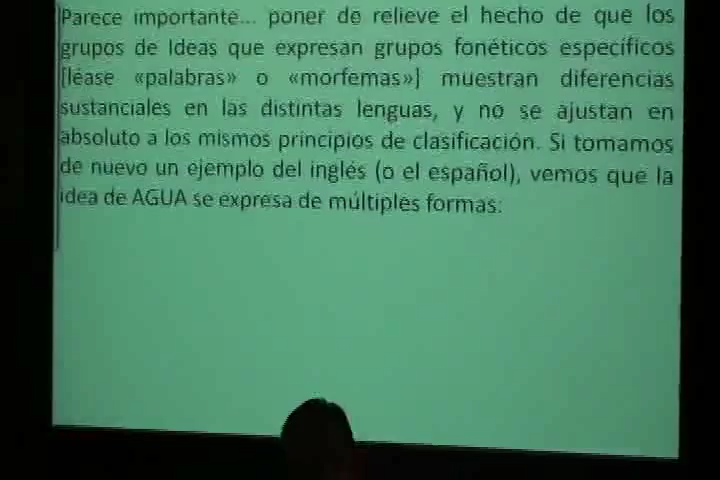 Parece importante... poner de relieve el hecho de que los
grupos de Ideas que expresan grupos fonéticos específicos
[léase «palabras» o «morfemas»] muestran diferencias
sustanciales en las distintas lenguas, y no se ajustan en
absoluto a los mismos principios de clasificación. Si tomamos
de nuevo un ejemplo del inglés (o el español), vemos que la
idea de AGUA se expresa de múltiples formas: